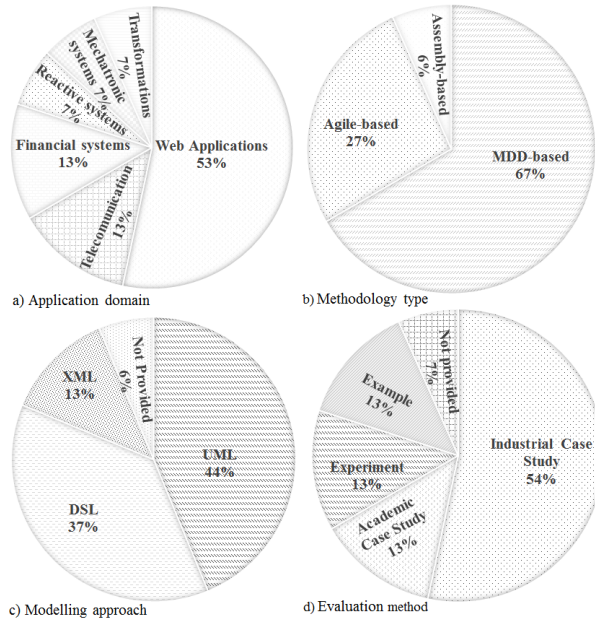 Transformations
7%
Mechatronic
systems 7%
Reactive systems
7%
Financial systems
13%
Telecomunication
13%
Web Applications
53%
a) Application domain
Assembly-based
6%
Agile-based
27%
MDD-based
67%
b) Methodology type
Not Provided
6%
XML
13%
UML
44%
DSL
37%
c) Modelling approach
Not provided
7%
Example
13%
Experiment
13%
Academic
Case Study
13%
Industrial Case
Study
54%
d) Evaluation method